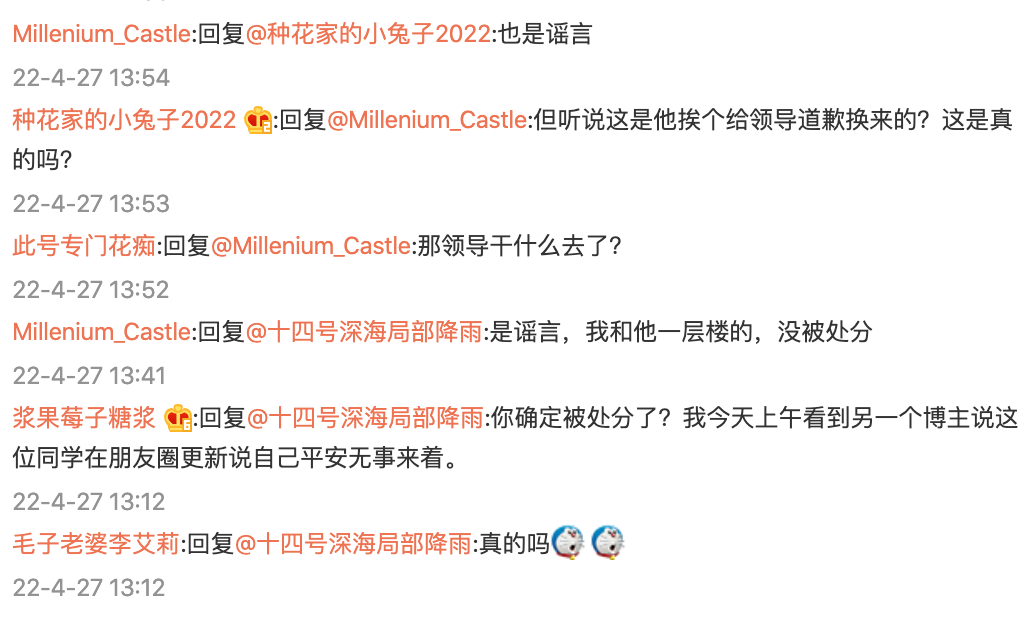 Millenium_Castle:回复@种花家的小兔子2022:也是谣言
22-4-27 13:54
种花家的小兔子2022 :回复@Millenium_Castle:但听说这是他挨个给领导道歉换来的？这是真
的吗？
22-4-27 13:53
此号专门花痴:回复@Millenium_Castle:那领导干什么去了？
22-4-27 13:52
Millenium_Castle:回复@十四号深海局部降雨:是谣言，我和他一层楼的，没被处分
22-4-27 13:41
浆果莓子糖浆 :回复@十四号深海局部降雨:你确定被处分了？我今天上午看到另一个博主说这
位同学在朋友圈更新说自己平安无事来着。
22-4-27 13:12
毛子老婆李艾莉:回复@十四号深海局部降雨:真的吗
22-4-27 13:12